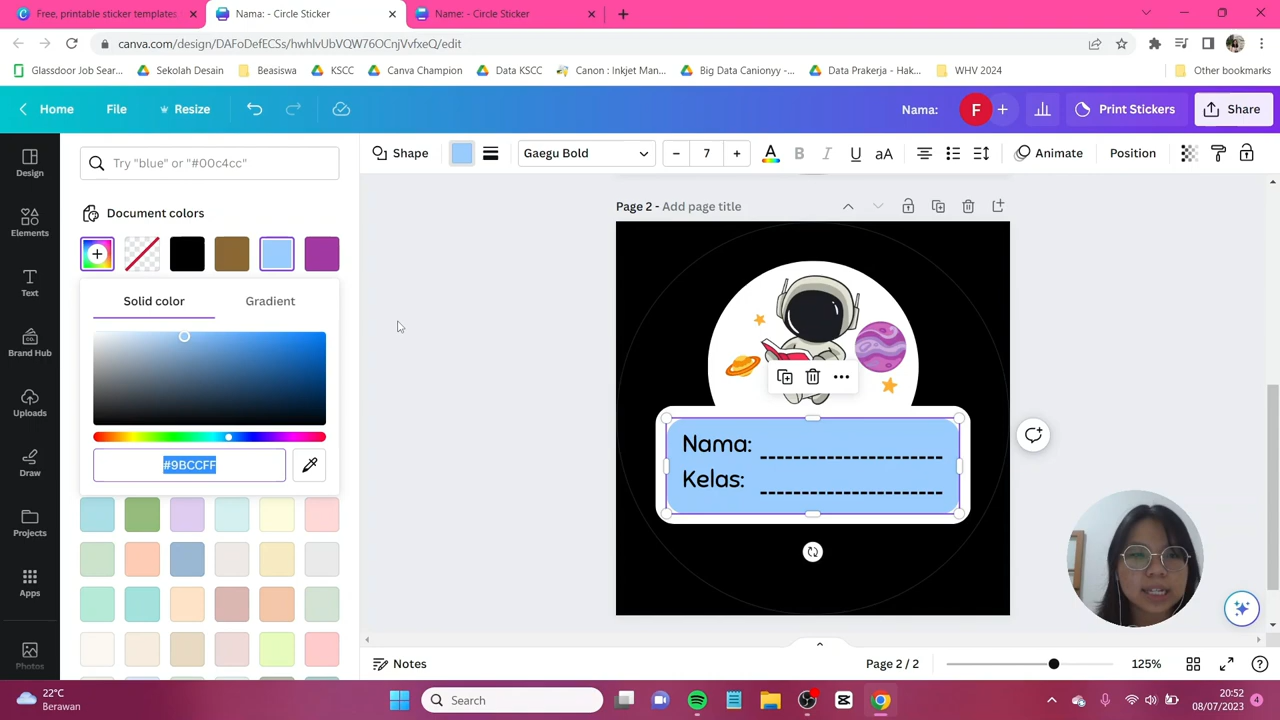 Free, printable sticker templates.
Nama: - Circle Sticker
Name: - Circle Sticker
canva.com/design/DAFoDefECSs/hwhlvUbVQW76OCnjVvfxeQ/edit
Glassdoor Job Sear...
Sekolah Desain
Beasiswa
KSCC
Canva Champion
Data KSCC
Canon : Inkjet Man...
Big Data Canionyy -...
Data Prakerja - Hak...
WHV 2024
Other bookmarks
Home
File
Resize
Nama:
F
Print Stickers
Share
Try "blue" or "#00c4cc"
Shape
Gaegu Bold
7
A
B
I
U
aA
Animate
Position
Design
Elements
Text
Brand Hub
Uploads
Draw
Projects
Apps
Photos
Document colors
Solid color
Gradient
#9BCCFF
Page 2 - Add page title
Nama: ----------------------
Kelas: ----------------------
Notes
Page 2 / 2
125%
22°C
Berawan
Search
20:52
08/07/2023
4